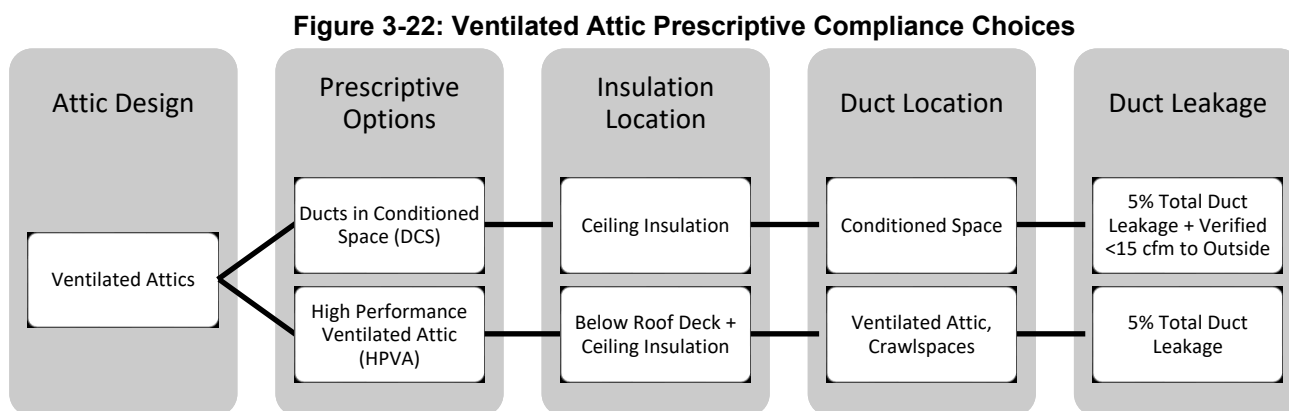 Figure 3-22: Ventilated Attic Prescriptive Compliance Choices
Attic Design
Prescriptive
Options
Insulation
Location
Duct Location
Duct Leakage
Ventilated Attics
Ducts in Conditioned
Space (DCS)
Ceiling Insulation
Conditioned Space
5% Total Duct
Leakage + Verified
<15 cfm to Outside
High Performance
Ventilated Attic
(HPVA)
Below Roof Deck +
Ceiling Insulation
Ventilated Attic,
Crawlspaces
5% Total Duct
Leakage